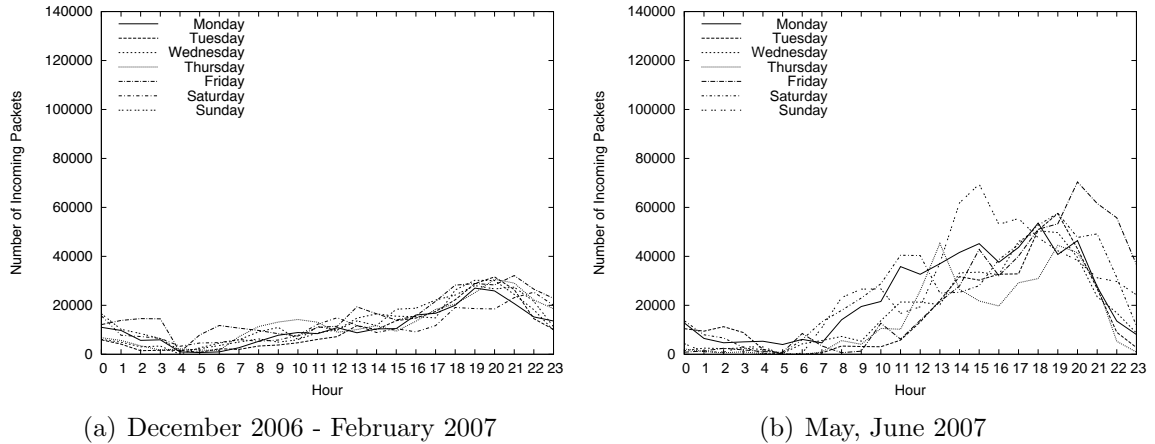 140000
120000
100000
80000
60000
40000
20000
0
Number of Incoming Packets
Monday
Tuesday
Wednesday
Thursday
Friday
Saturday
Sunday
0 1 2 3 4 5 6 7 8 9 10 11 12 13 14 15 16 17 18 19 20 21 22 23
Hour
(a) December 2006 - February 2007
140000
120000
100000
80000
60000
40000
20000
0
Number of Incoming Packets
Monday
Tuesday
Wednesday
Thursday
Friday
Saturday
Sunday
0 1 2 3 4 5 6 7 8 9 10 11 12 13 14 15 16 17 18 19 20 21 22 23
Hour
(b) May, June 2007